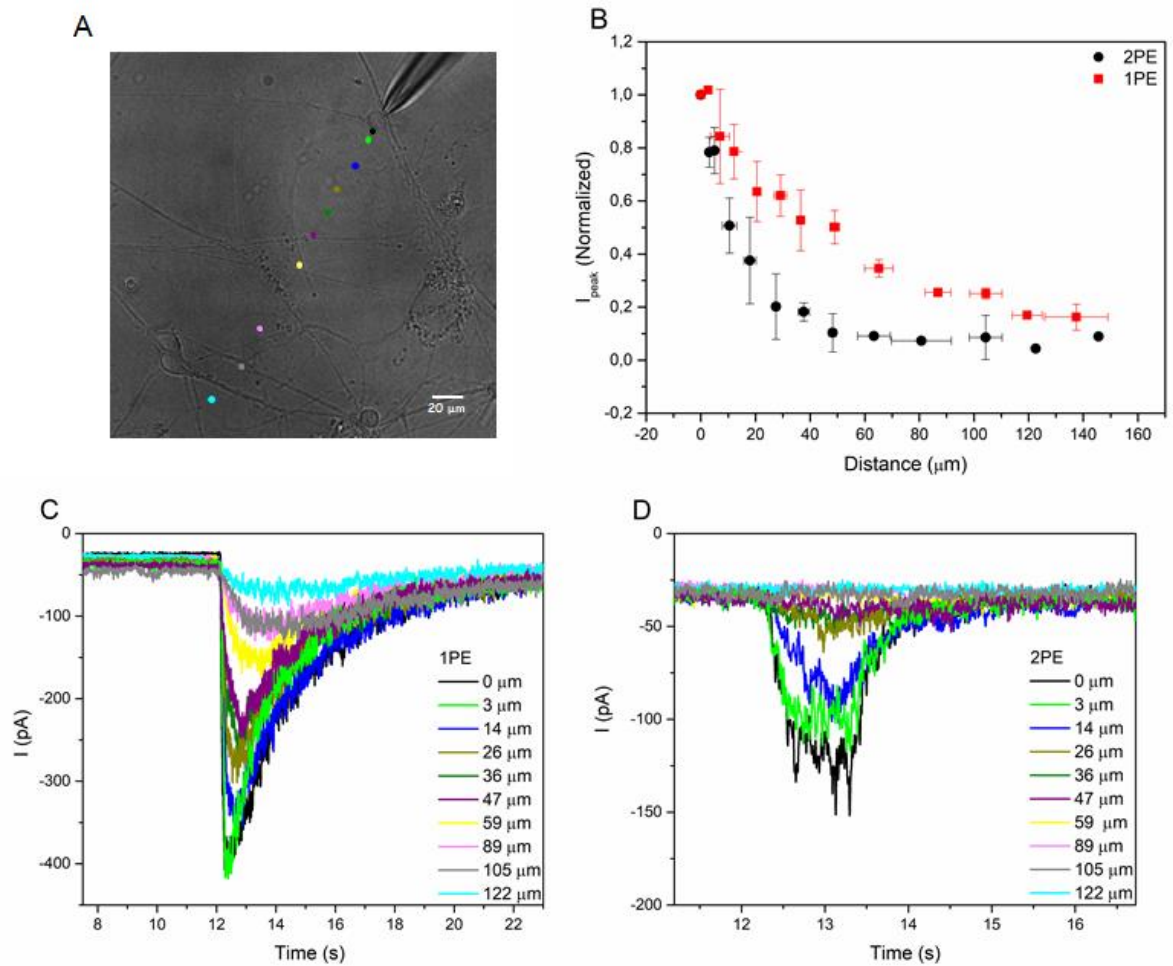 A
20 μm
B
1,2
1,0
0,8
0,6
0,4
0,2
0,0
-0,2
I_peak (Normalized)
2PE
1PE
-20 0 20 40 60 80 100 120 140 160
Distance (μm)
C
0
-100
-200
-300
-400
I (pA)
1PE
0 μm
3 μm
14 μm
26 μm
36 μm
47 μm
59 μm
89 μm
105 μm
122 μm
8 10 12 14 16 18 20 22
Time (s)
D
0
-50
-100
-150
-200
I (pA)
2PE
0 μm
3 μm
14 μm
26 μm
36 μm
47 μm
59 μm
89 μm
105 μm
122 μm
12 13 14 15 16
Time (s)